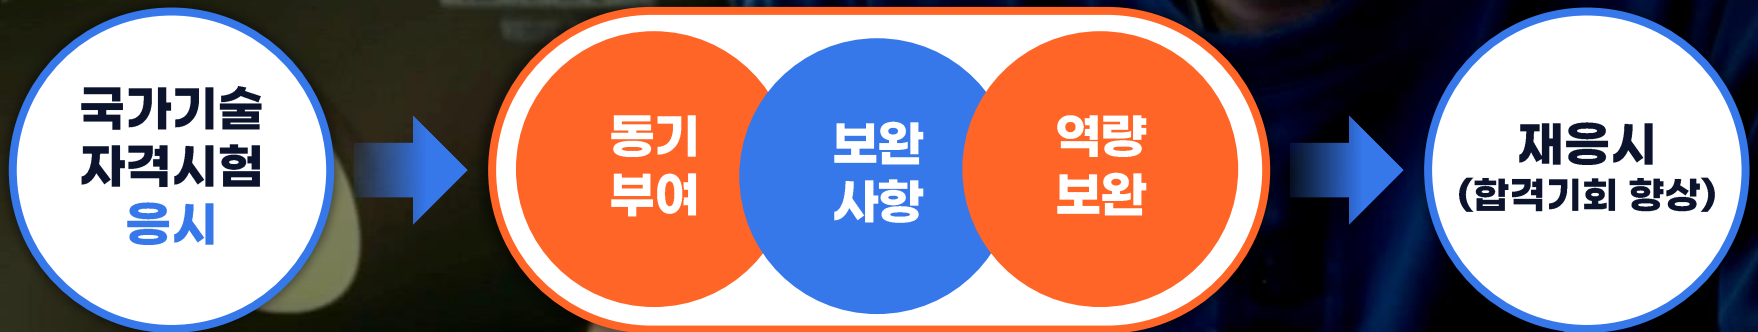 국가기술
자격시험
응시
동기
부여
보완
사항
역량
보완
재응시
(합격기회 향상)